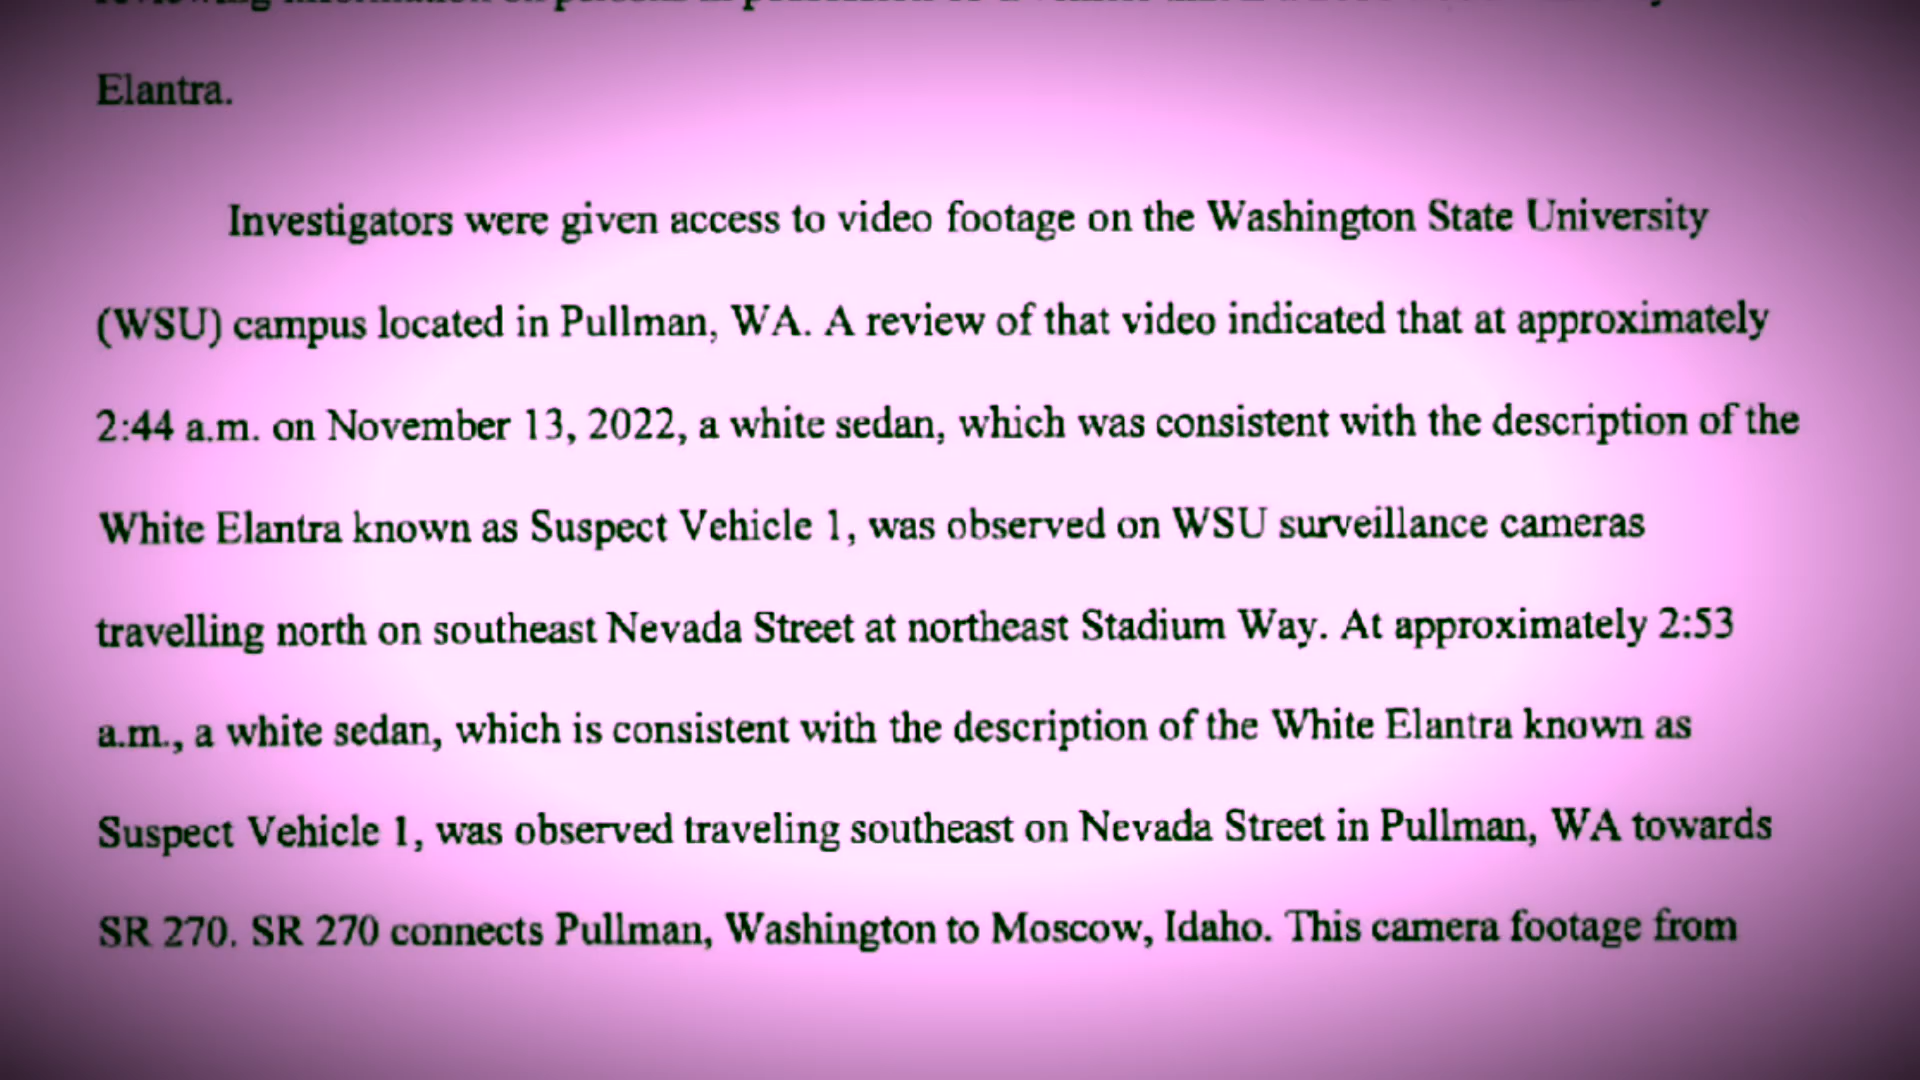 Elantra.
Investigators were given access to video footage on the Washington State University
(WSU) campus located in Pullman, WA. A review of that video indicated that at approximately
2:44 a.m. on November 13, 2022, a white sedan, which was consistent with the description of the
White Elantra known as Suspect Vehicle 1, was observed on WSU surveillance cameras
travelling north on southeast Nevada Street at northeast Stadium Way. At approximately 2:53
a.m., a white sedan, which is consistent with the description of the White Elantra known as
Suspect Vehicle 1, was observed traveling southeast on Nevada Street in Pullman, WA towards
SR 270. SR 270 connects Pullman, Washington to Moscow, Idaho. This camera footage from